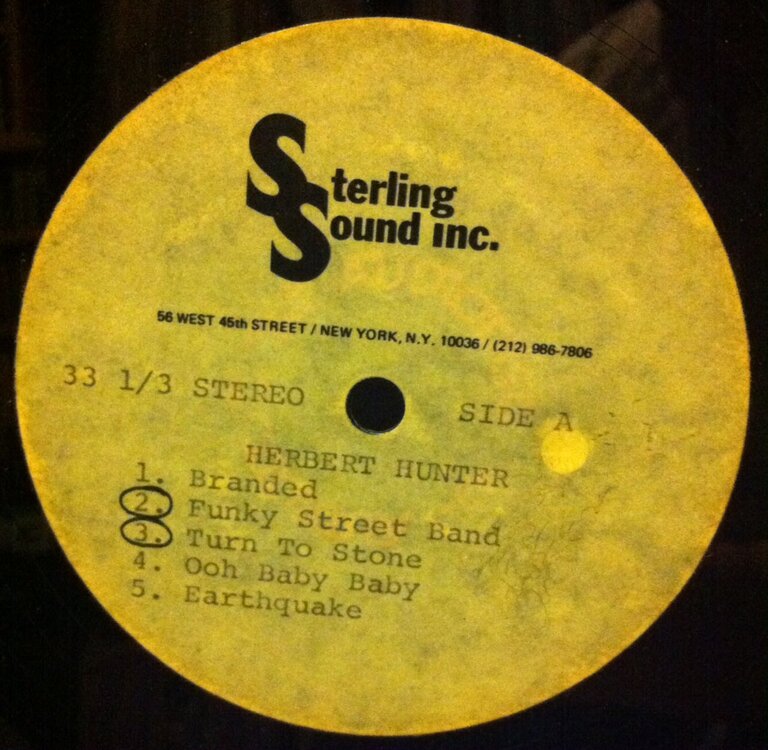 Sterling
Sound inc.
56 WEST 45th STREET / NEW YORK, N.Y. 10036 / (212) 986-7806
33 1/3 STEREO SIDE A
HERBERT HUNTER
1. Branded
2. Funky Street Band
3. Turn To Stone
4. Ooh Baby Baby
5. Earthquake